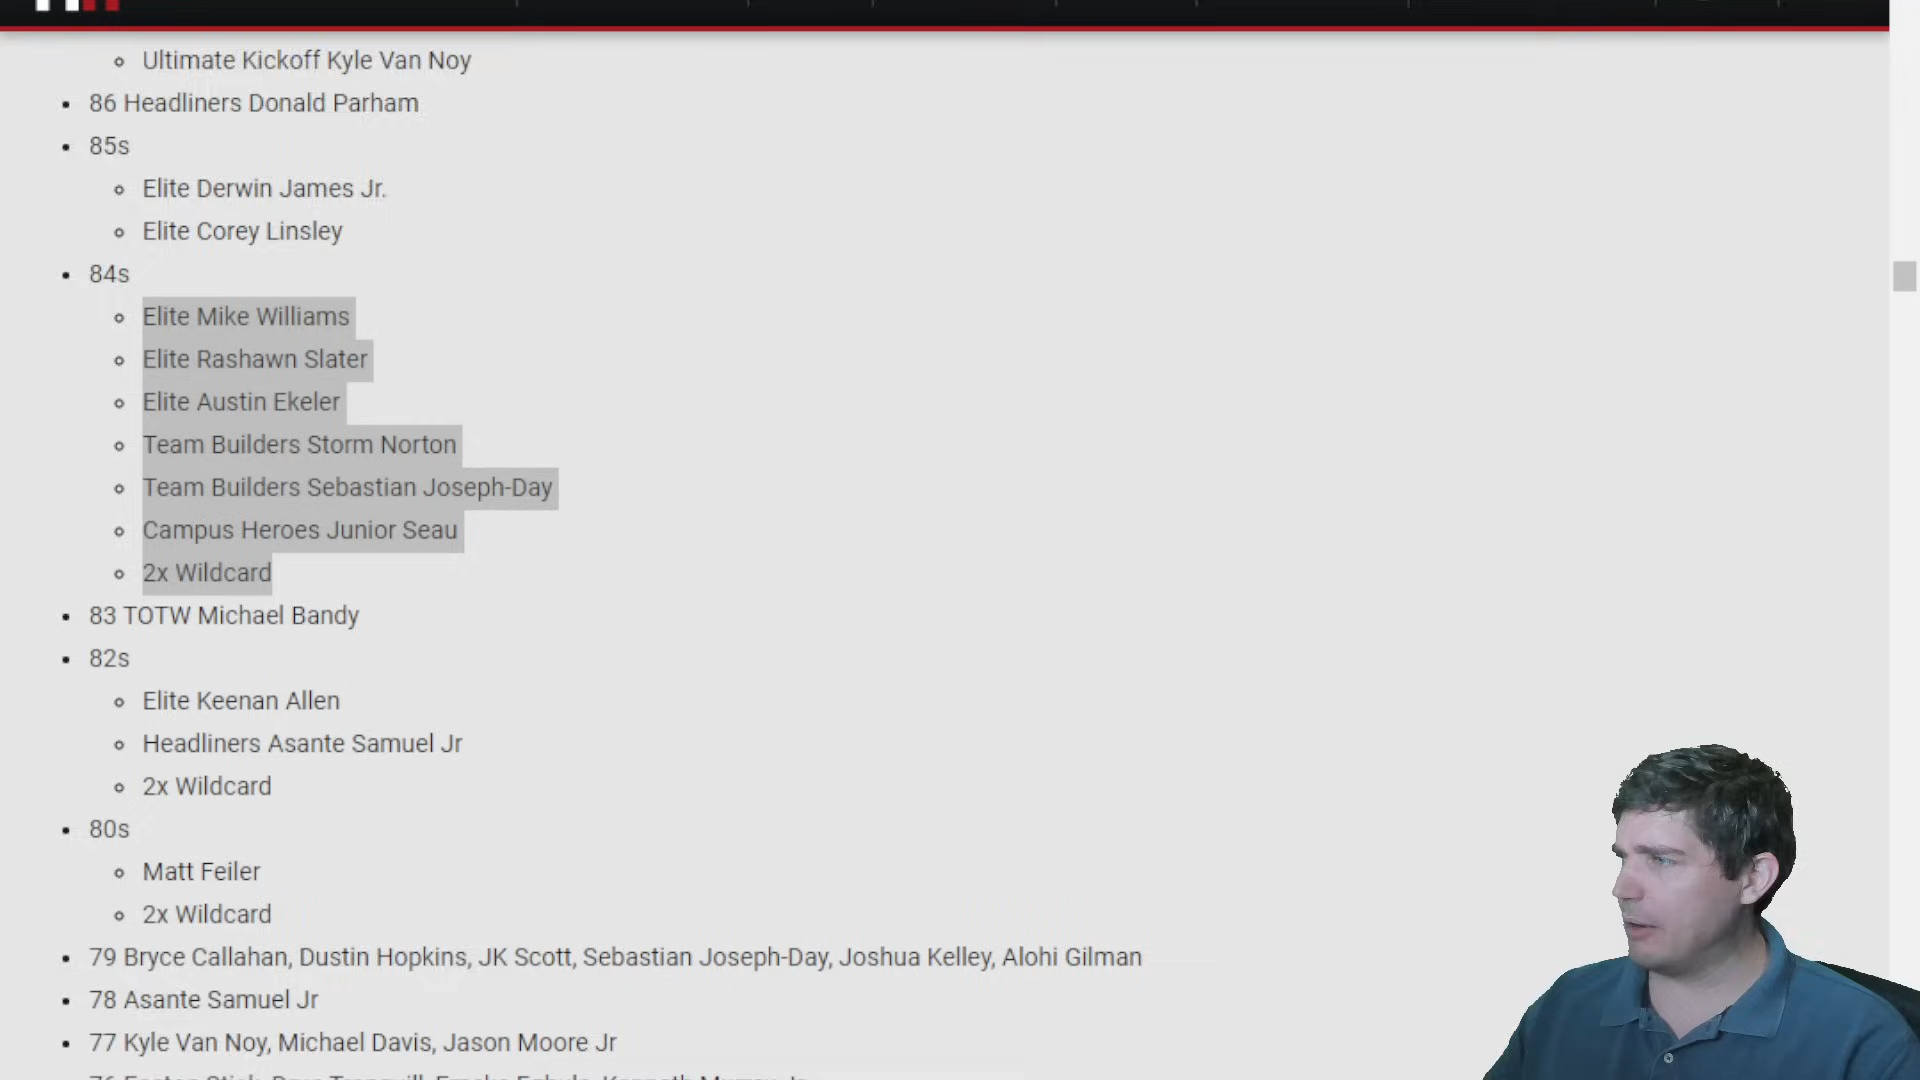 Ultimate Kickoff Kyle Van Noy
86 Headliners Donald Parham
85s
Elite Derwin James Jr.
Elite Corey Linsley
84s
Elite Mike Williams
Elite Rashawn Slater
Elite Austin Ekeler
Team Builders Storm Norton
Team Builders Sebastian Joseph-Day
Campus Heroes Junior Seau
2x Wildcard
83 TOTW Michael Bandy
82s
Elite Keenan Allen
Headliners Asante Samuel Jr
2x Wildcard
80s
Matt Feiler
2x Wildcard
79 Bryce Callahan, Dustin Hopkins, JK Scott, Sebastian Joseph-Day, Joshua Kelley, Alohi Gilman
78 Asante Samuel Jr
77 Kyle Van Noy, Michael Davis, Jason Moore Jr